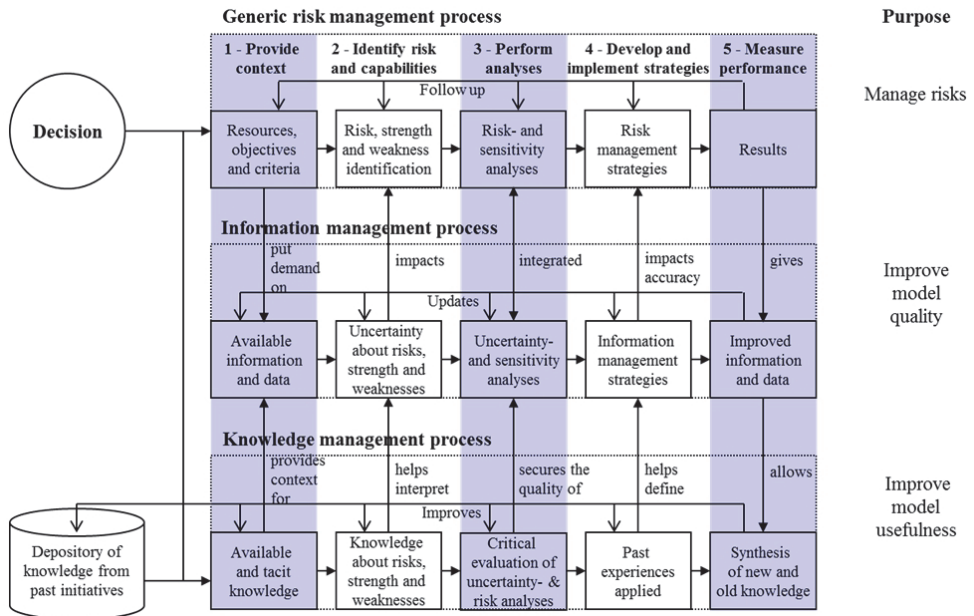 Generic risk management process
Purpose
1 - Provide
context
2 - Identify risk
and capabilities
3 - Perform
analyses
4 - Develop and
implement strategies
5 - Measure
performance
Follow up
Manage risks
Decision
Resources,
objectives
and criteria
Risk, strength
and weakness
identification
Risk- and
sensitivity
analyses
Risk
management
strategies
Results
Information management process
put
demand
on
impacts
integrated
impacts
accuracy
gives
Improve
model
quality
Updates
Available
information
and data
Uncertainty
about risks,
strength and
weaknesses
Uncertainty-
and sensitivity
analyses
Information
management
strategies
Improved
information
and data
Knowledge management process
provides
context
for
helps
interpret
secures the
quality of
helps
define
allows
Improve
model
usefulness
Improves
Depository of
knowledge from
past initiatives
Available
and tacit
knowledge
Knowledge
about risks,
strength and
weaknesses
Critical
evaluation of
uncertainty- &
risk analyses
Past
experiences
applied
Synthesis
of new and
old knowledge